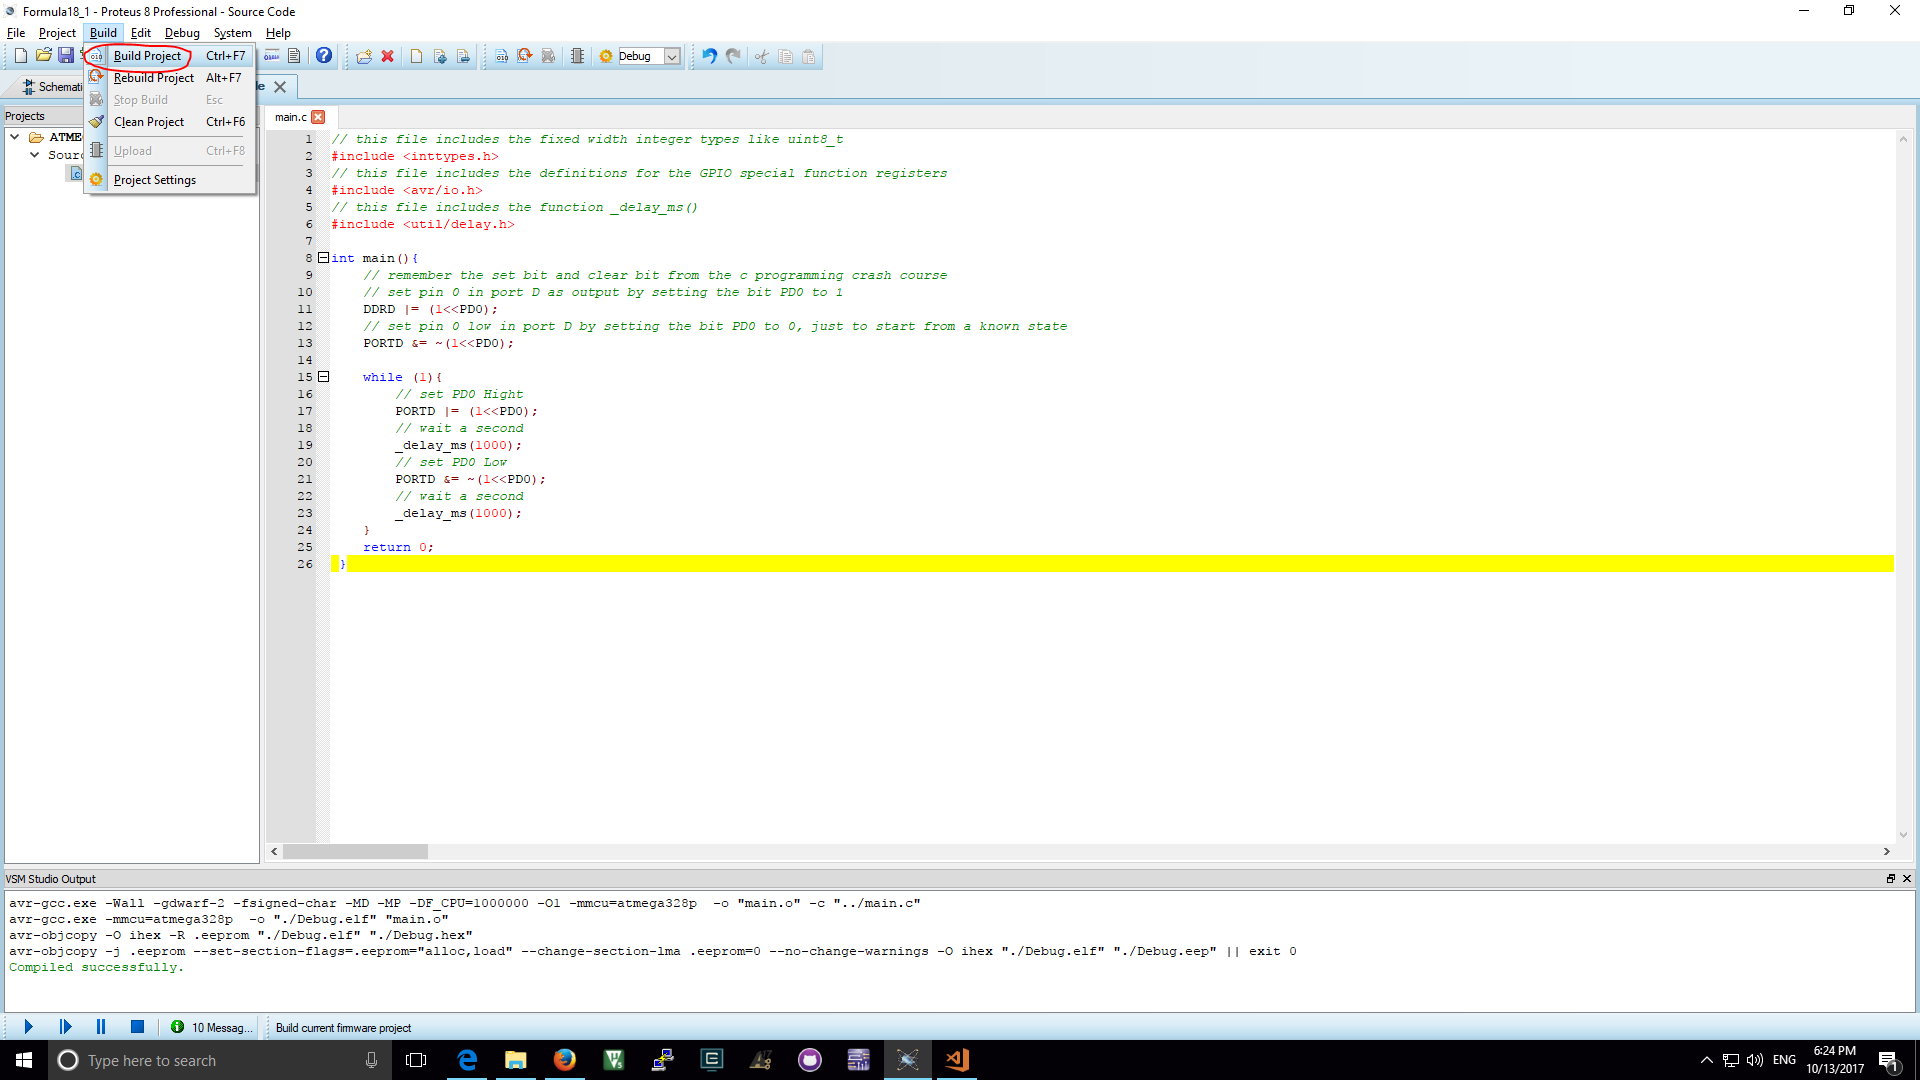 Formula18_1 - Proteus 8 Professional - Source Code
File Project Build Edit Debug System Help
Build Project Ctrl+F7
Rebuild Project Alt+F7
Stop Build Esc
Clean Project Ctrl+F6
Upload Ctrl+F8
Project Settings
Debug
Schemati
Projects
ATME
Sourc
main.c
1 // this file includes the fixed width integer types like uint8_t
2 #include <inttypes.h>
3 // this file includes the definitions for the GPIO special function registers
4 #include <avr/io.h>
5 // this file includes the function _delay_ms()
6 #include <util/delay.h>
7
8 int main(){
9 // remember the set bit and clear bit from the c programming crash course
10 // set pin 0 in port D as output by setting the bit PD0 to 1
11 DDRD |= (1<<PD0);
12 // set pin 0 low in port D by setting the bit PD0 to 0, just to start from a known state
13 PORTD &= ~(1<<PD0);
14
15 while (1){
16 // set PD0 Hight
17 PORTD |= (1<<PD0);
18 // wait a second
19 _delay_ms(1000);
20 // set PD0 Low
21 PORTD &= ~(1<<PD0);
22 // wait a second
23 _delay_ms(1000);
24 }
25 return 0;
26 }
VSM Studio Output
avr-gcc.exe -Wall -gdwarf-2 -fsigned-char -MD -MP -DF_CPU=1000000 -O1 -mmcu=atmega328p -o "main.o" -c "../main.c"
avr-gcc.exe -mmcu=atmega328p -o "./Debug.elf" "main.o"
avr-objcopy -O ihex -R .eeprom "./Debug.elf" "./Debug.hex"
avr-objcopy -j .eeprom --set-section-flags=.eeprom="alloc,load" --change-section-lma .eeprom=0 --no-change-warnings -O ihex "./Debug.elf" "./Debug.eep" || exit 0
Compiled successfully.
10 Messag... Build current firmware project
Type here to search
ENG
6:24 PM
10/13/2017
1